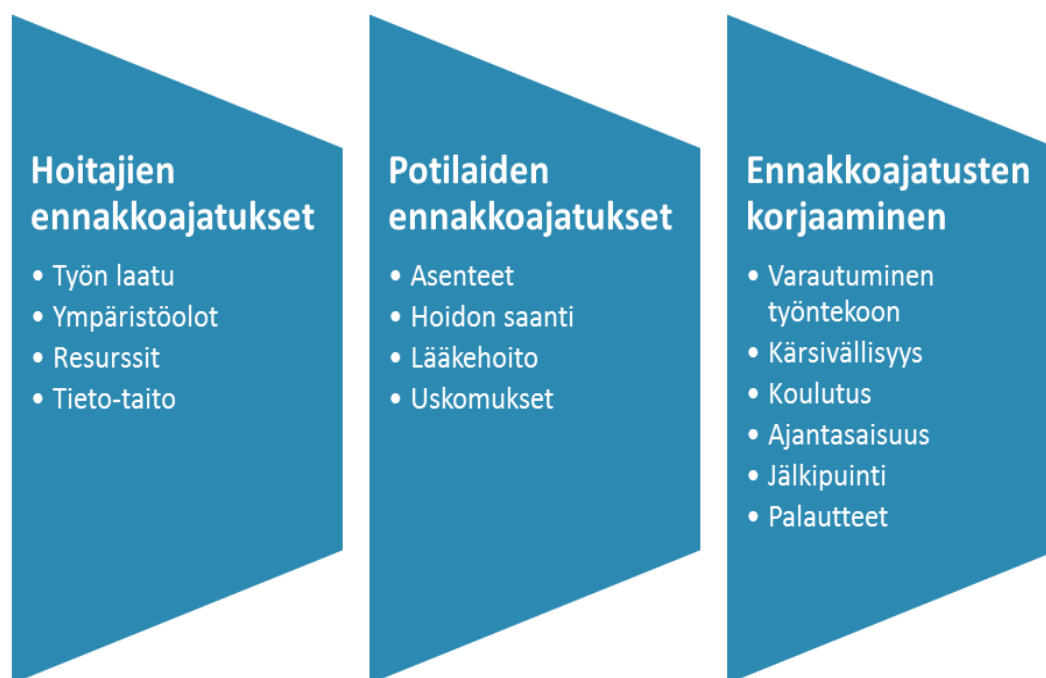 Hoitajien
ennakkoajatukset
• Työn laatu
• Ympäristöolot
• Resurssit
• Tieto-taito
Potilaiden
ennakkoajatukset
• Asenteet
• Hoidon saanti
• Lääkehoito
• Uskomukset
Ennakkoajatusten
korjaaminen
• Varautuminen
työntekoon
• Kärsivällisyys
• Koulutus
• Ajantasaisuus
• Jälkipuinti
• Palautteet